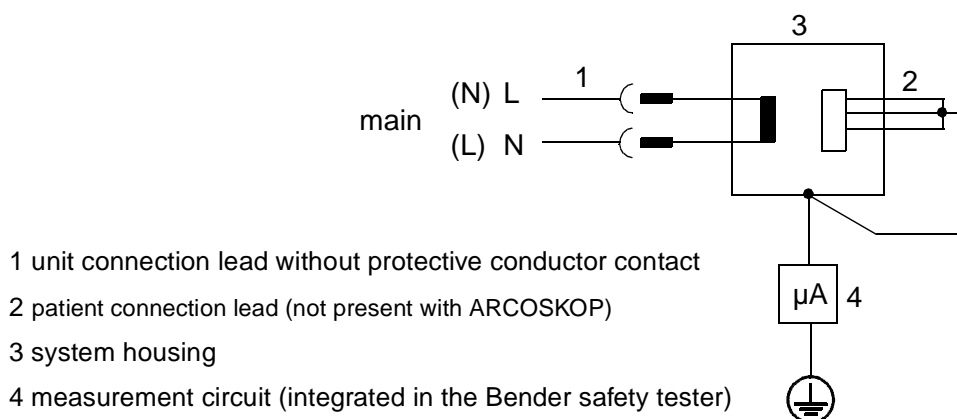 3
1
2
(N) L
main
(L) N
1 unit connection lead without protective conductor contact
2 patient connection lead (not present with ARCOSKOP)
µA 4
3 system housing
4 measurement circuit (integrated in the Bender safety tester)